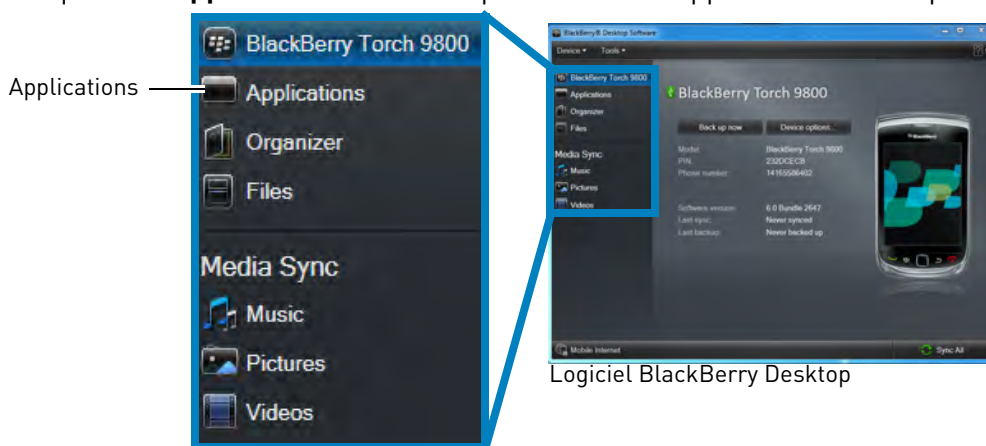 BlackBerry Torch 9800
Applications
Applications
Organizer
Files
Media Sync
Music
Pictures
Videos
BlackBerry® Desktop Software
Device Tools
BlackBerry Torch 9800
Applications
Organizer
Files
Media Sync
Music
Pictures
Videos
BlackBerry Torch 9800
Back up now Device options...
Model: BlackBerry Torch 9800
PIN: 232DCECB
Phone number: 14165586402
Software version: 6.0 Bundle 2647
Last sync: Never synced
Last backup: Never backed up
Mobile Internet Sync All
Logiciel BlackBerry Desktop